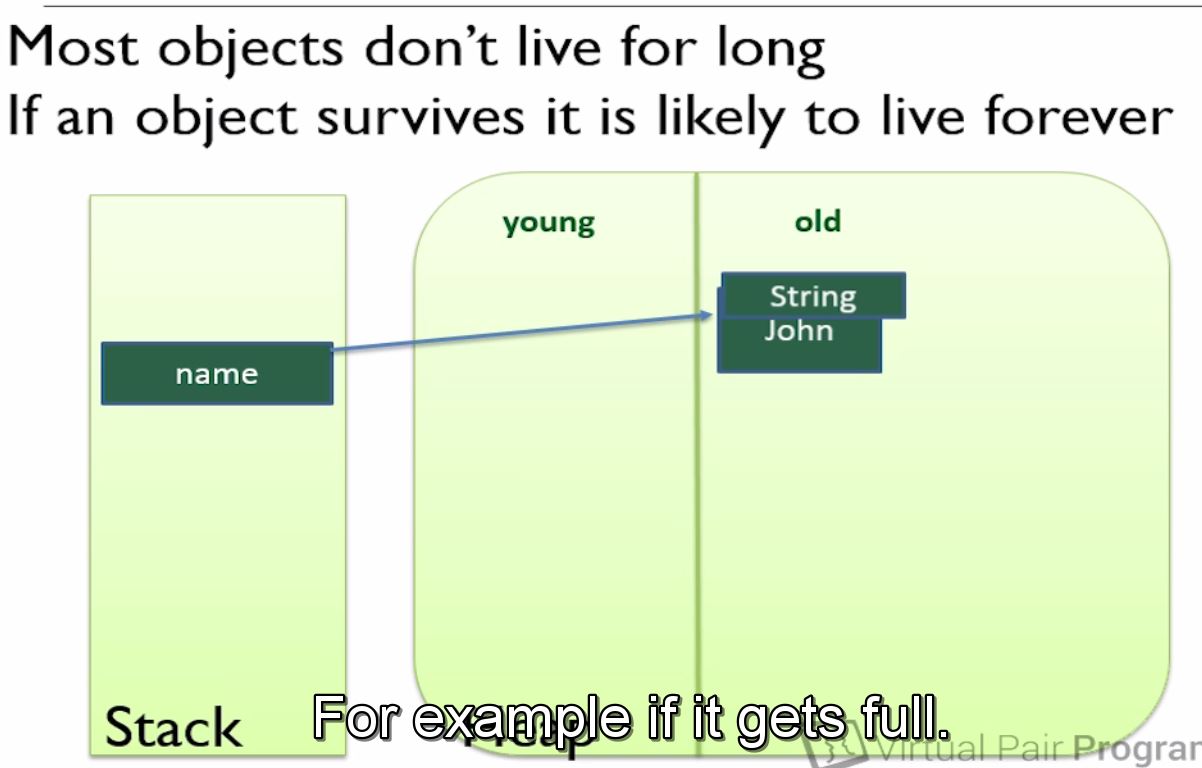 Most objects don't live for long
If an object survives it is likely to live forever
young
old
String
John
name
Stack
Heap
For example if it gets full.
Virtual Pair Program